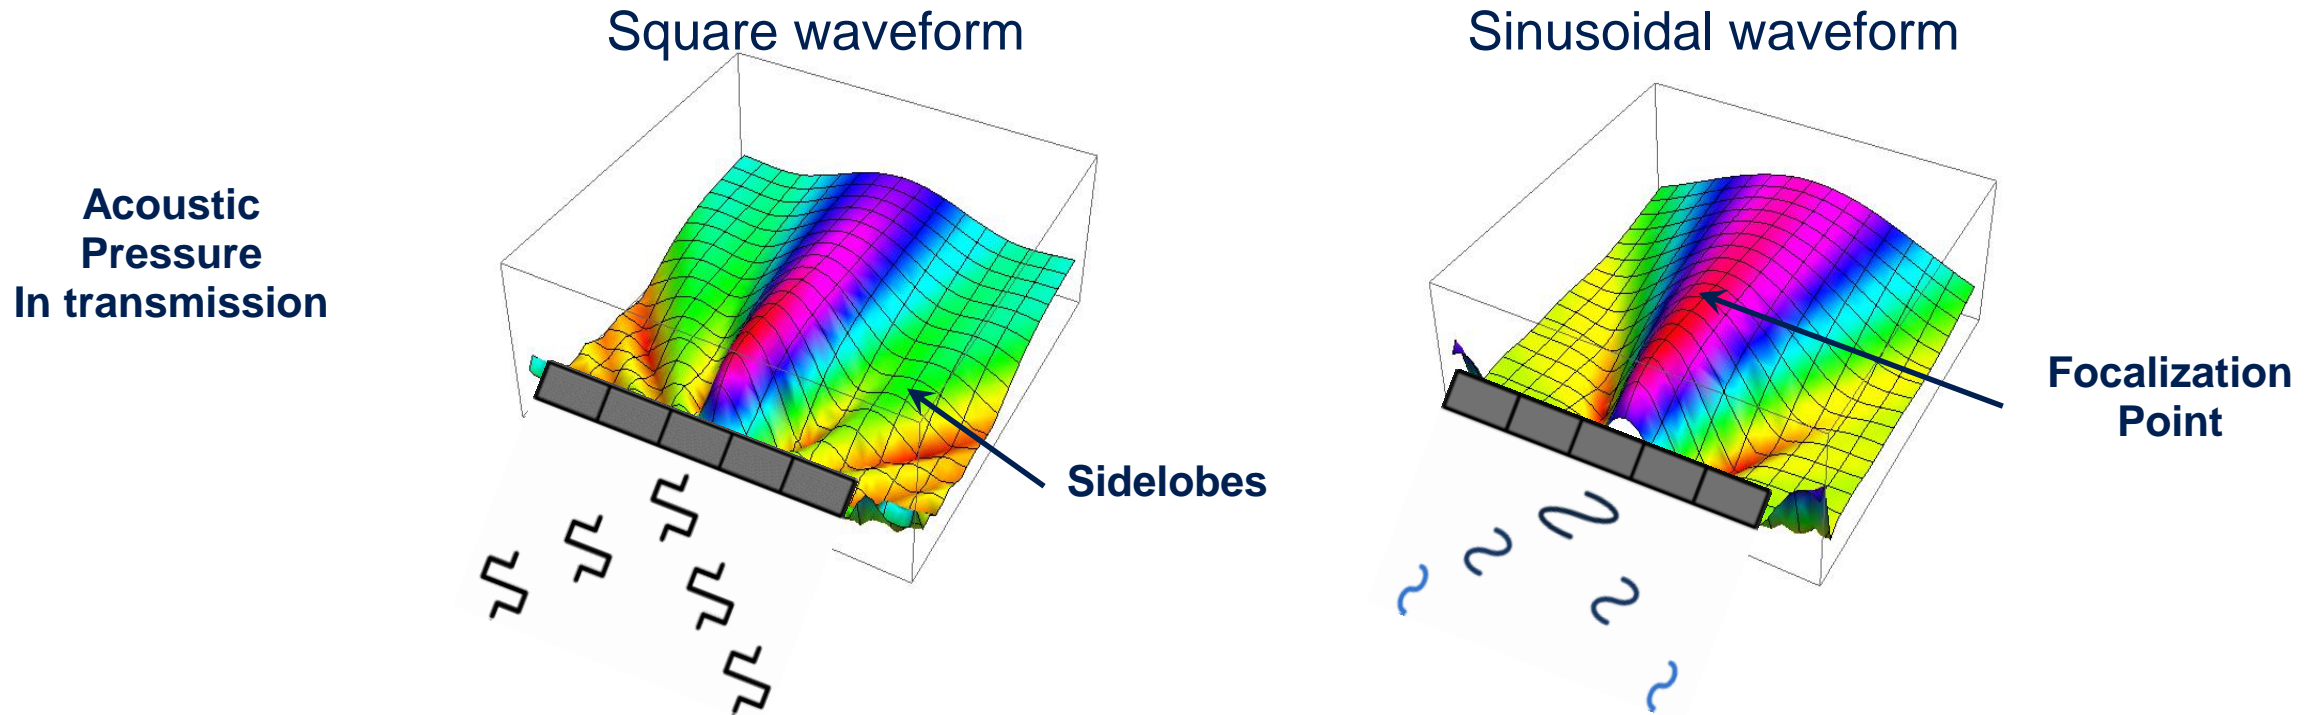 Square waveform
Sinusoidal waveform
Acoustic
Pressure
In transmission
Sidelobes
Focalization
Point